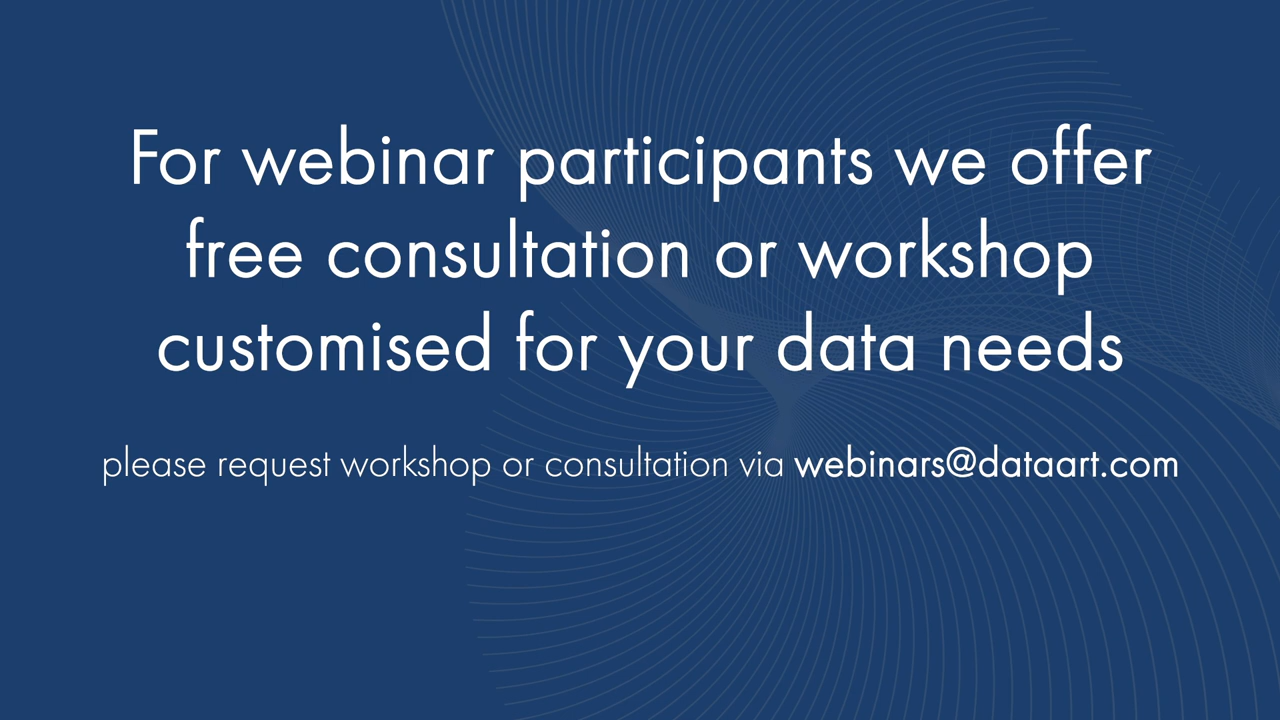 For webinar participants we offer
free consultation or workshop
customised for your data needs
please request workshop or consultation via webinars@dataart.com